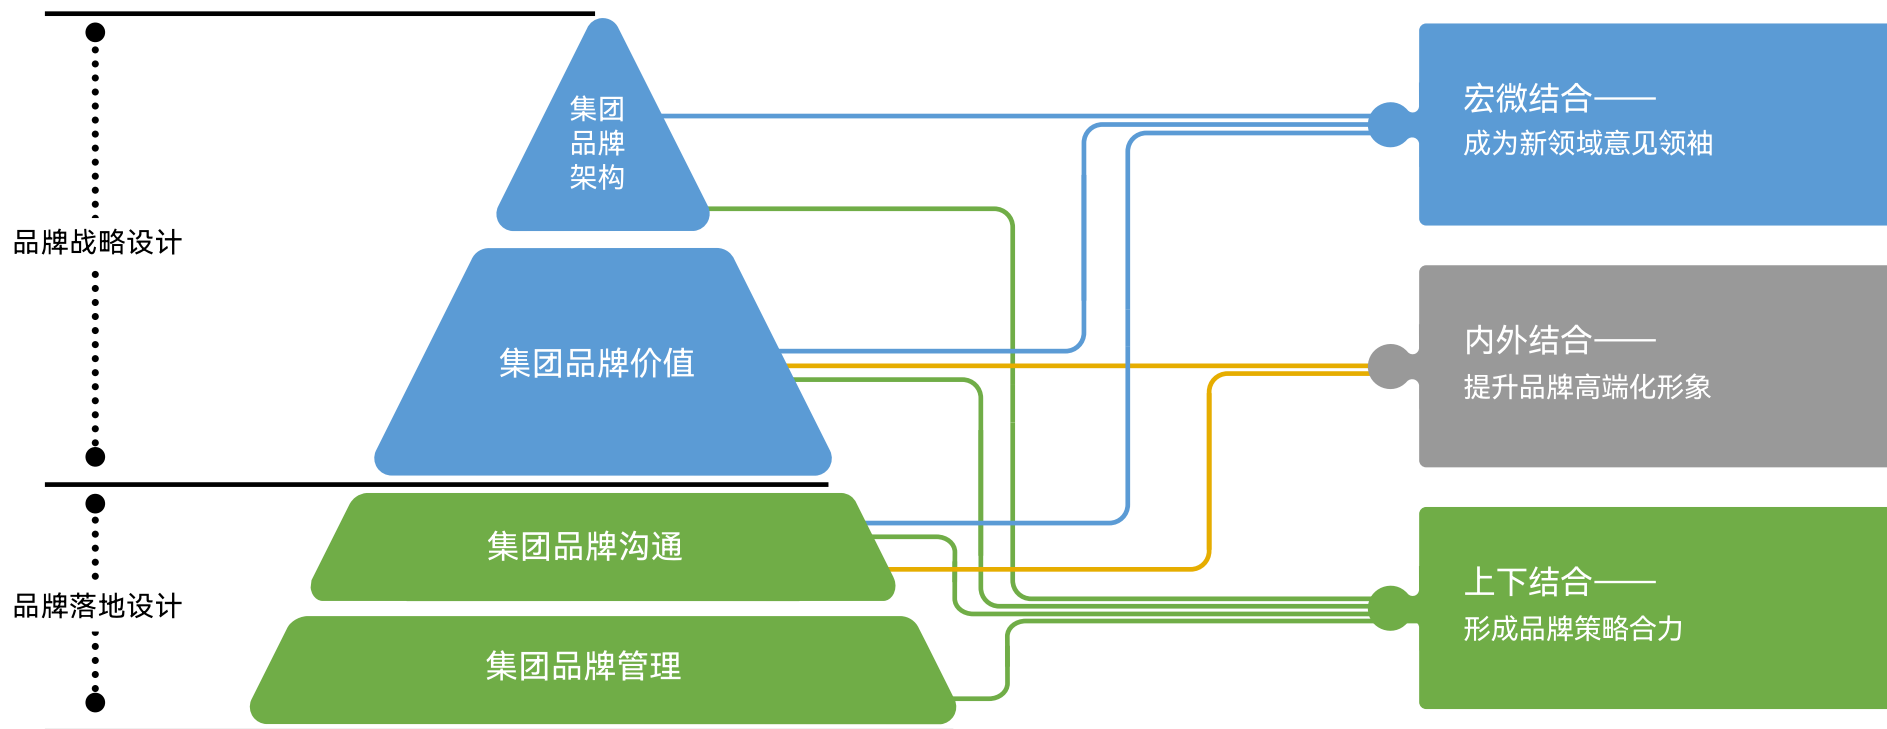 集团
品牌
架构
宏微结合——
成为新领域意见领袖
品牌战略设计
集团品牌价值
内外结合——
提升品牌高端化形象
集团品牌沟通
品牌落地设计
上下结合——
形成品牌策略合力
集团品牌管理